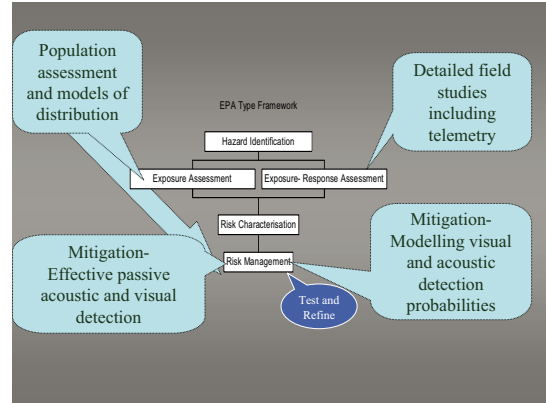 Population
assessment
and models of
distribution
Detailed field
studies
including
telemetry
EPA Type Framework
Hazard Identification
Exposure Assessment
Exposure- Response Assessment
Risk Characterisation
Mitigation-
Effective passive
acoustic and visual
detection
Risk Management
Mitigation-
Modelling visual
and acoustic
detection
probabilities
Test and
Refine